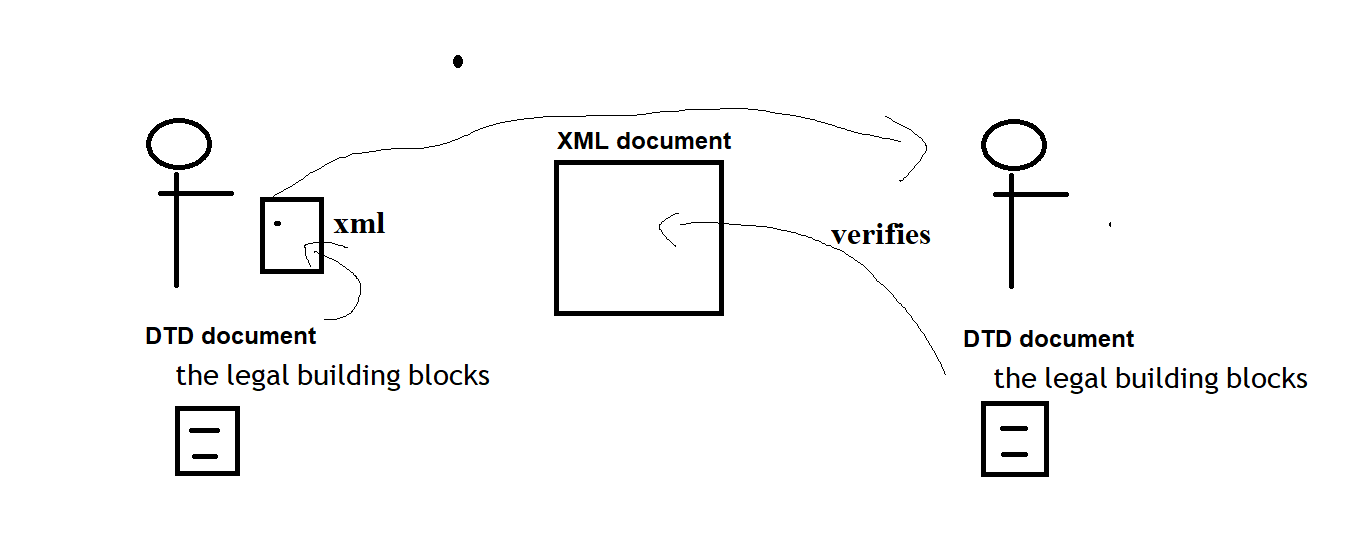 XML document
xml
verifies
DTD document
the legal building blocks
DTD document
the legal building blocks